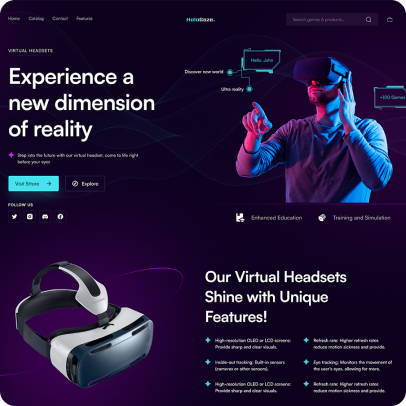 Home Catalog Contact Features
HoloGaze.
Search games & products...
VIRTUAL HEADSETS
Experience a
new dimension
of reality
Step into the future with our virtual headset: come to life right
before your eyes
Visit Store
Explore
FOLLOW US
Hello, John
Discover new world
Ultra reality
+100 Games
Enhanced Education
Training and Simulation
Our Virtual Headsets
Shine with Unique
Features!
High-resolution OLED or LCD screens:
Provide sharp and clear visuals.
Refresh rate: Higher refresh rates
reduce motion sickness and provide.
Inside-out tracking: Built-in sensors
(cameras or other sensors).
Eye tracking: Monitors the movement
of the user's eyes, allowing for more.
High-resolution OLED or LCD screens:
Provide sharp and clear visuals.
Refresh rate: Higher refresh rates
reduce motion sickness and provide.